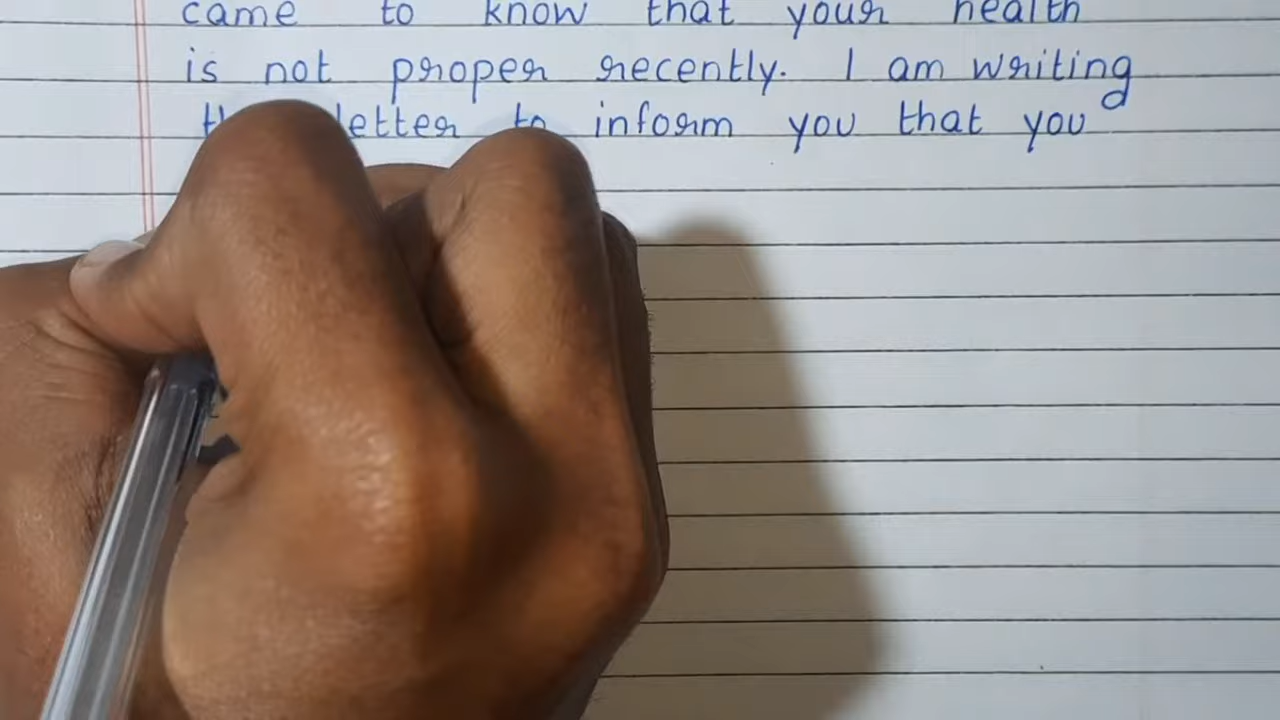 came to know that your health
is not proper recently. I am writing
letter to inform you that you